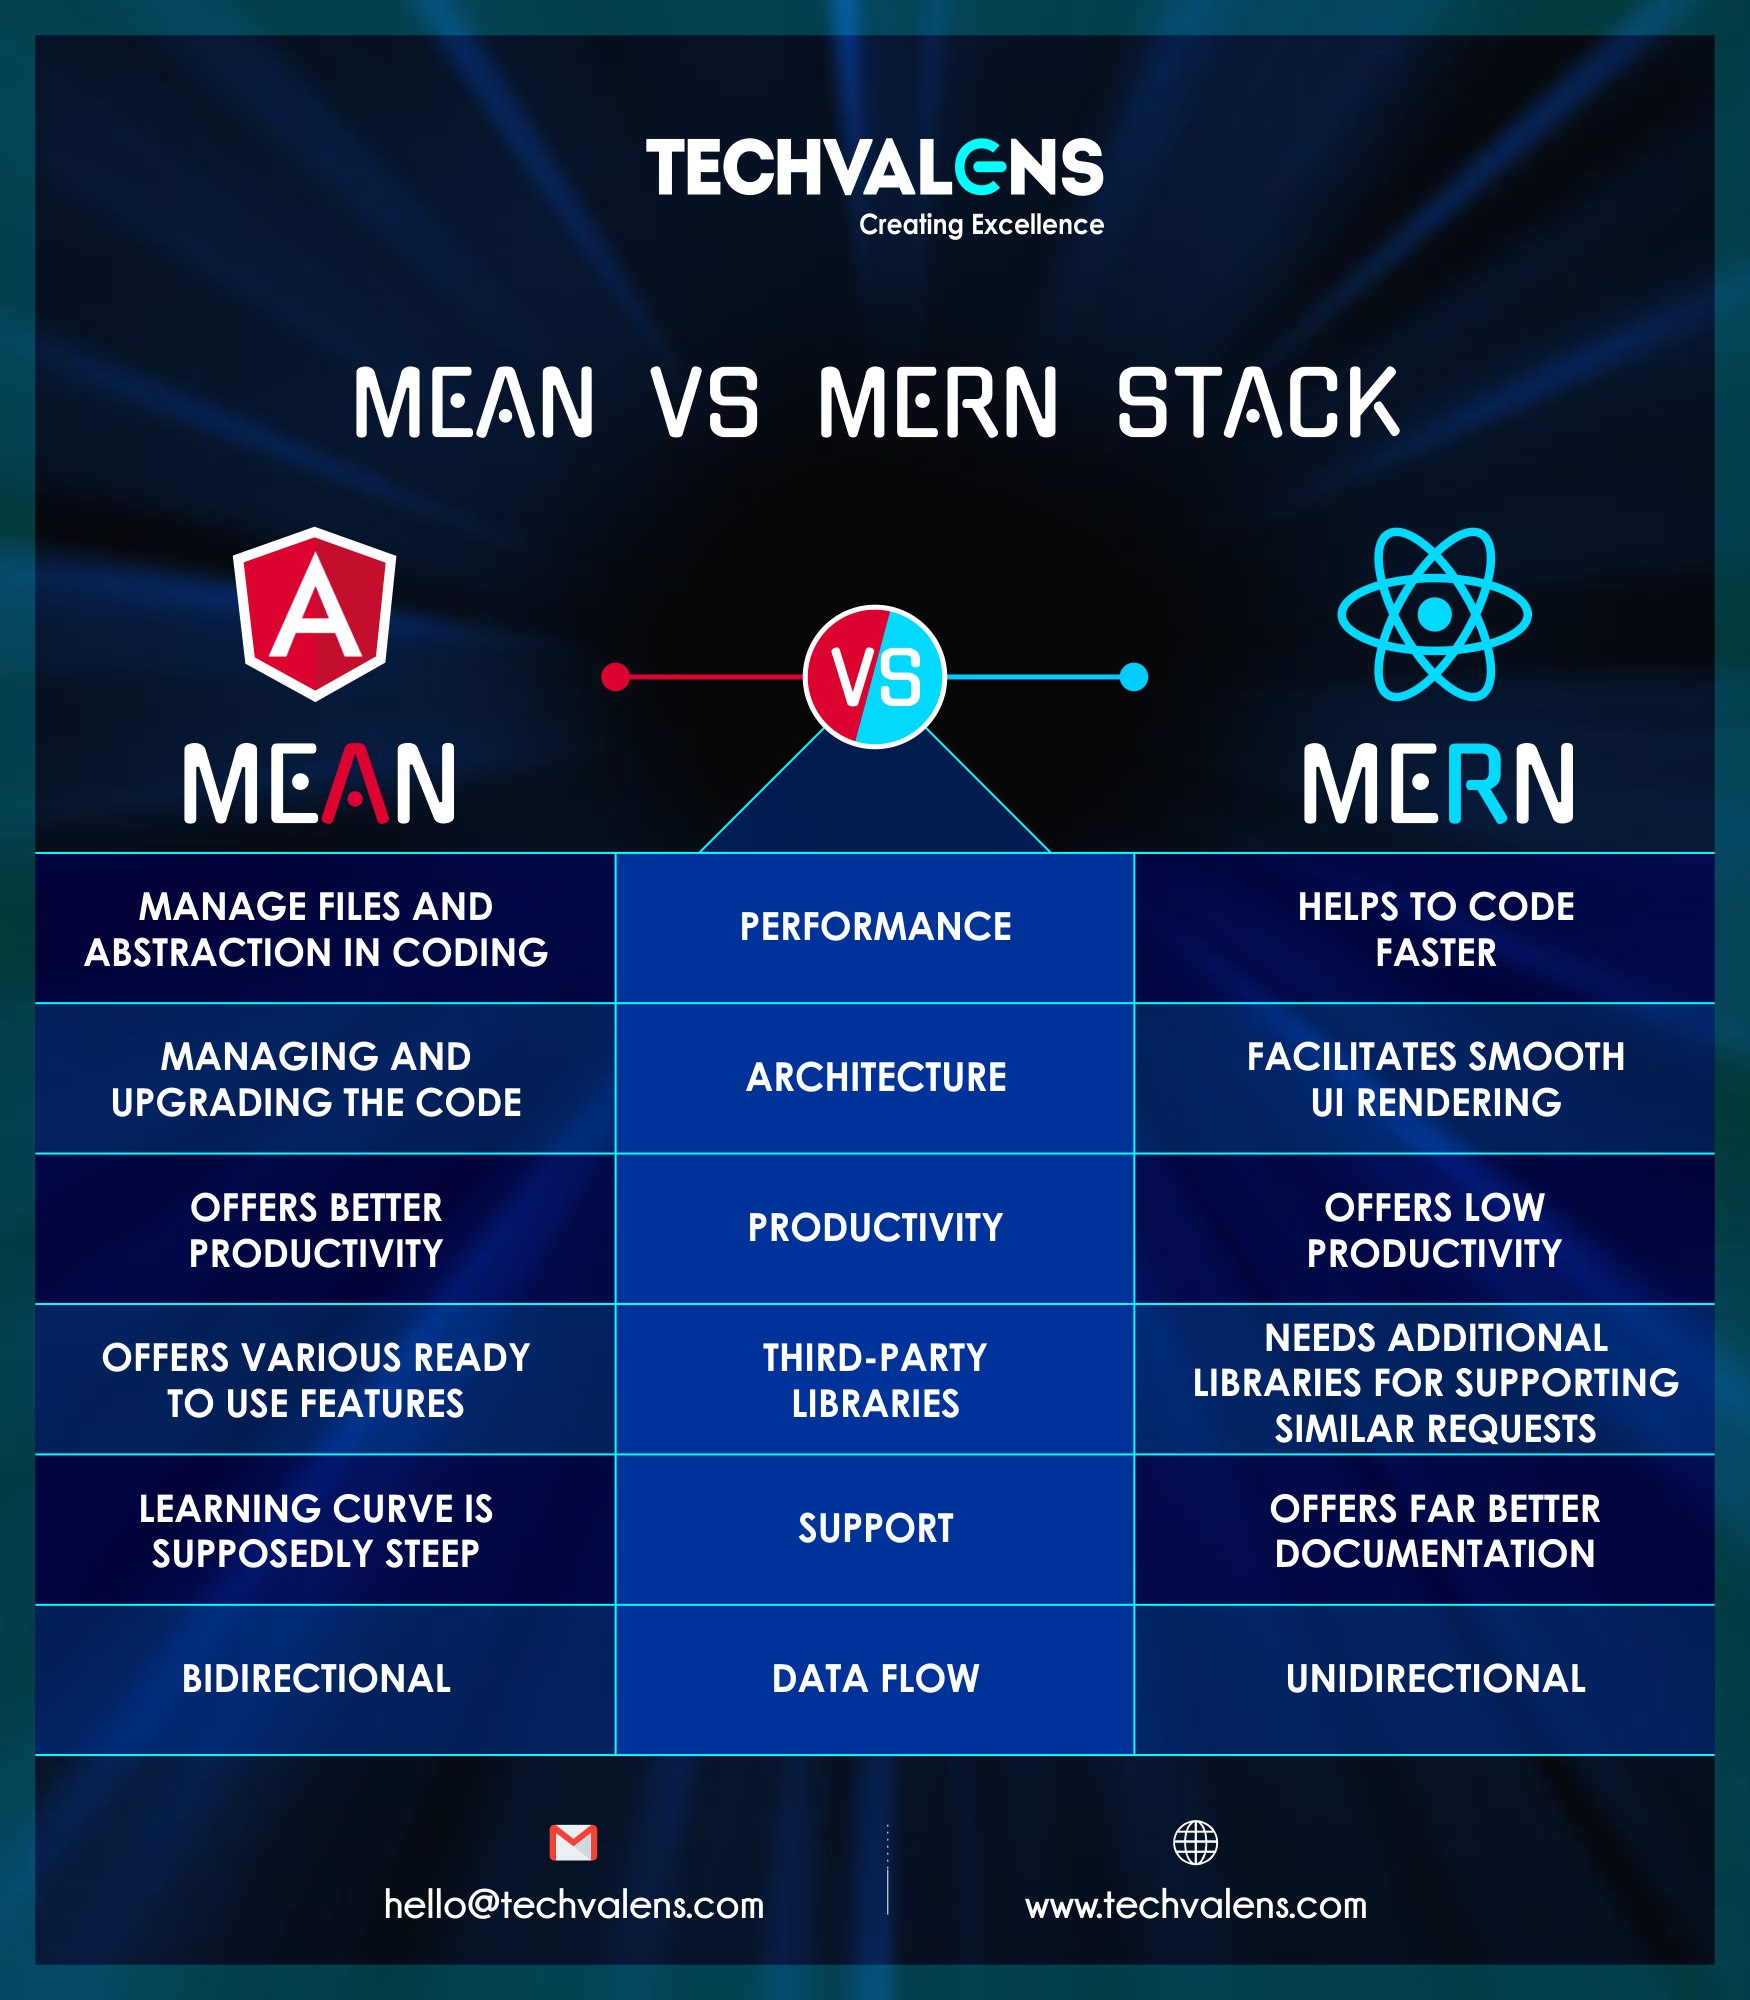 TECHVALENS
Creating Excellence
MEAN VS MERN STACK
A
VS
MEAN
MERN
MANAGE FILES AND
ABSTRACTION IN CODING
PERFORMANCE
HELPS TO CODE
FASTER
MANAGING AND
UPGRADING THE CODE
ARCHITECTURE
FACILITATES SMOOTH
UI RENDERING
OFFERS BETTER
PRODUCTIVITY
PRODUCTIVITY
OFFERS LOW
PRODUCTIVITY
OFFERS VARIOUS READY
TO USE FEATURES
THIRD-PARTY
LIBRARIES
NEEDS ADDITIONAL
LIBRARIES FOR SUPPORTING
SIMILAR REQUESTS
LEARNING CURVE IS
SUPPOSEDLY STEEP
SUPPORT
OFFERS FAR BETTER
DOCUMENTATION
BIDIRECTIONAL
DATA FLOW
UNIDIRECTIONAL
hello@techvalens.com
www.techvalens.com